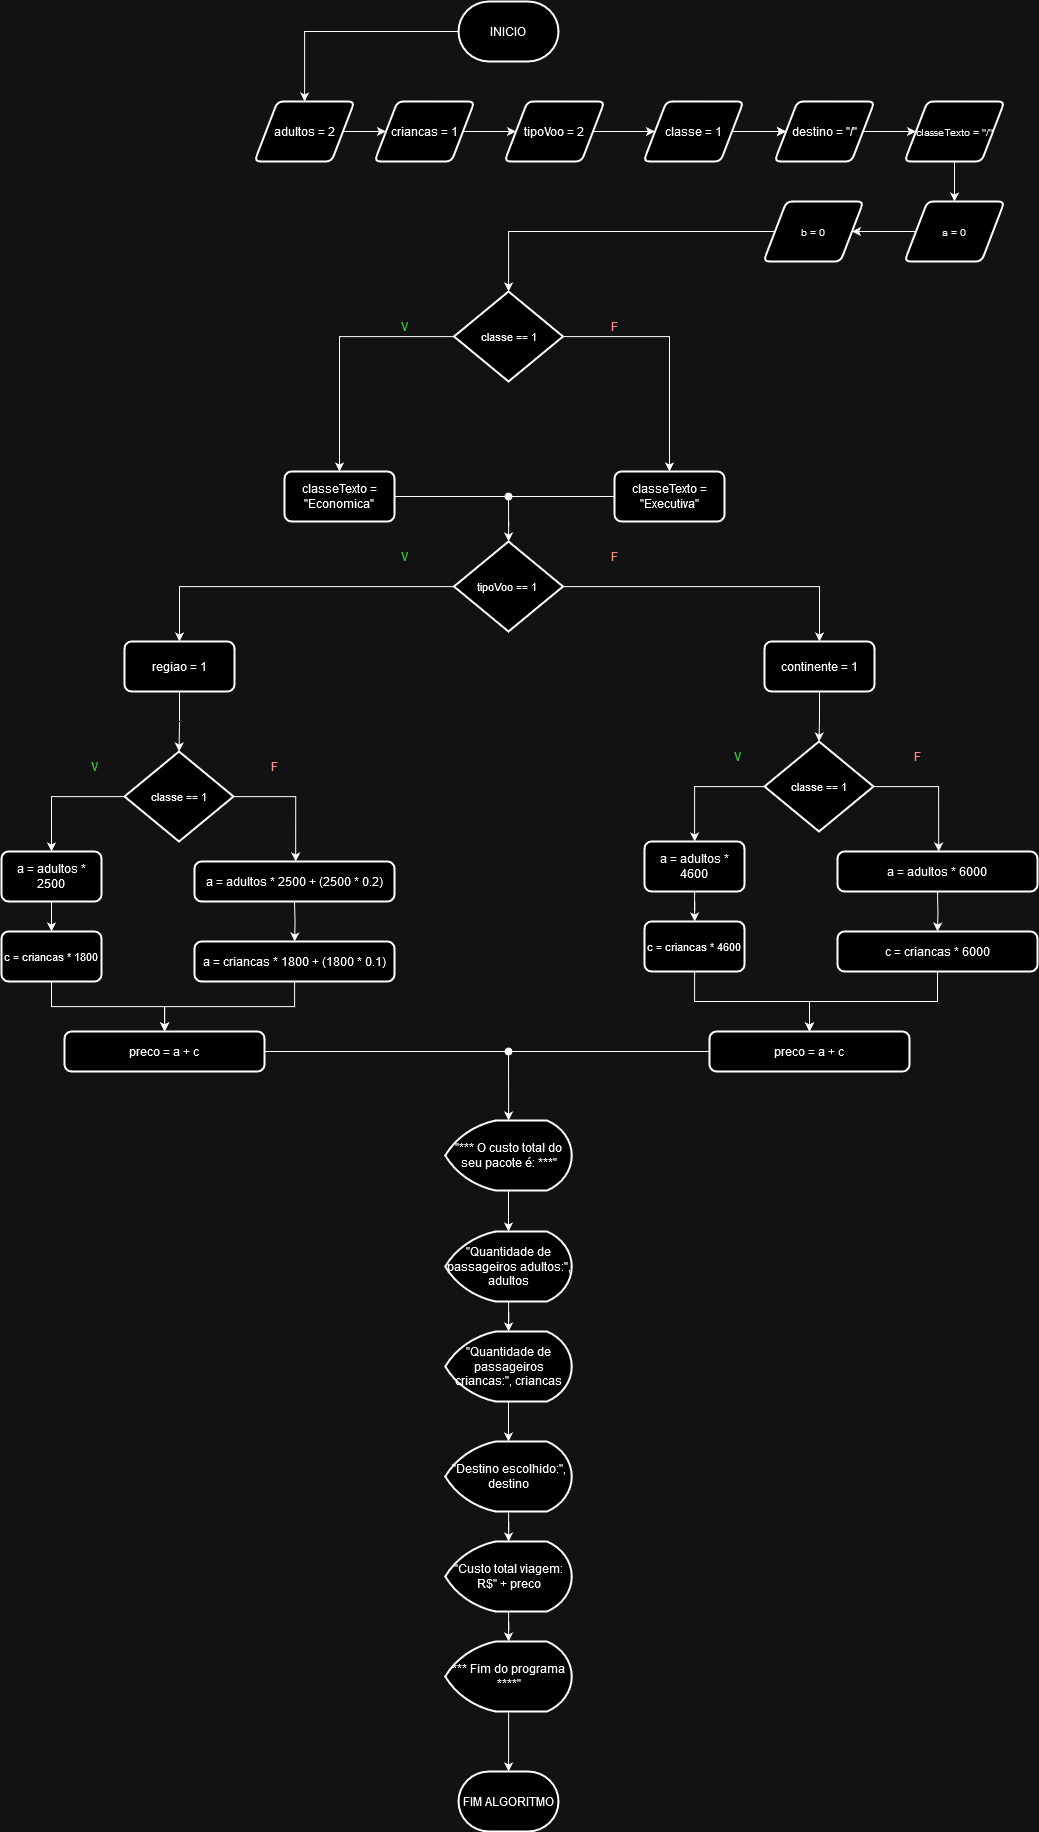 INICIO
adultos = 2
criancas = 1
tipoVoo = 2
classe = 1
destino = "/"
classeTexto = "/"
b = 0
a = 0
V
F
classe == 1
classeTexto =
"Economica"
classeTexto =
"Executiva"
V
F
tipoVoo == 1
regiao = 1
continente = 1
V
F
classe == 1
V
F
classe == 1
a = adultos *
2500
a = adultos * 2500 + (2500 * 0.2)
a = adultos *
4600
a = adultos * 6000
c = criancas * 1800
a = criancas * 1800 + (1800 * 0.1)
c = criancas * 4600
c = criancas * 6000
preco = a + c
preco = a + c
"*** O custo total do
seu pacote é: ***"
"Quantidade de
passageiros adultos:",
adultos
"Quantidade de
passageiros
criancas:", criancas
"Destino escolhido:",
destino
"Custo total viagem:
R$" + preco
"*** Fim do programa
****"
FIM ALGORITMO